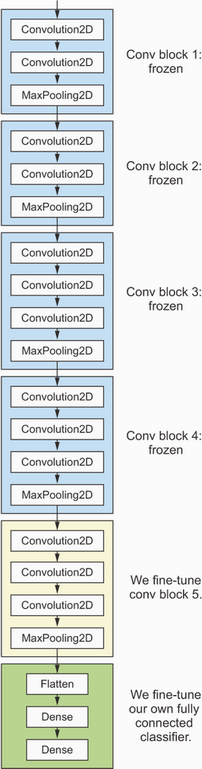 Convolution2D
Convolution2D
MaxPooling2D
Conv block 1:
frozen
Convolution2D
Convolution2D
MaxPooling2D
Conv block 2:
frozen
Convolution2D
Convolution2D
Convolution2D
MaxPooling2D
Conv block 3:
frozen
Convolution2D
Convolution2D
Convolution2D
MaxPooling2D
Conv block 4:
frozen
Convolution2D
Convolution2D
Convolution2D
MaxPooling2D
We fine-tune
conv block 5.
Flatten
Dense
Dense
We fine-tune
our own fully
connected
classifier.